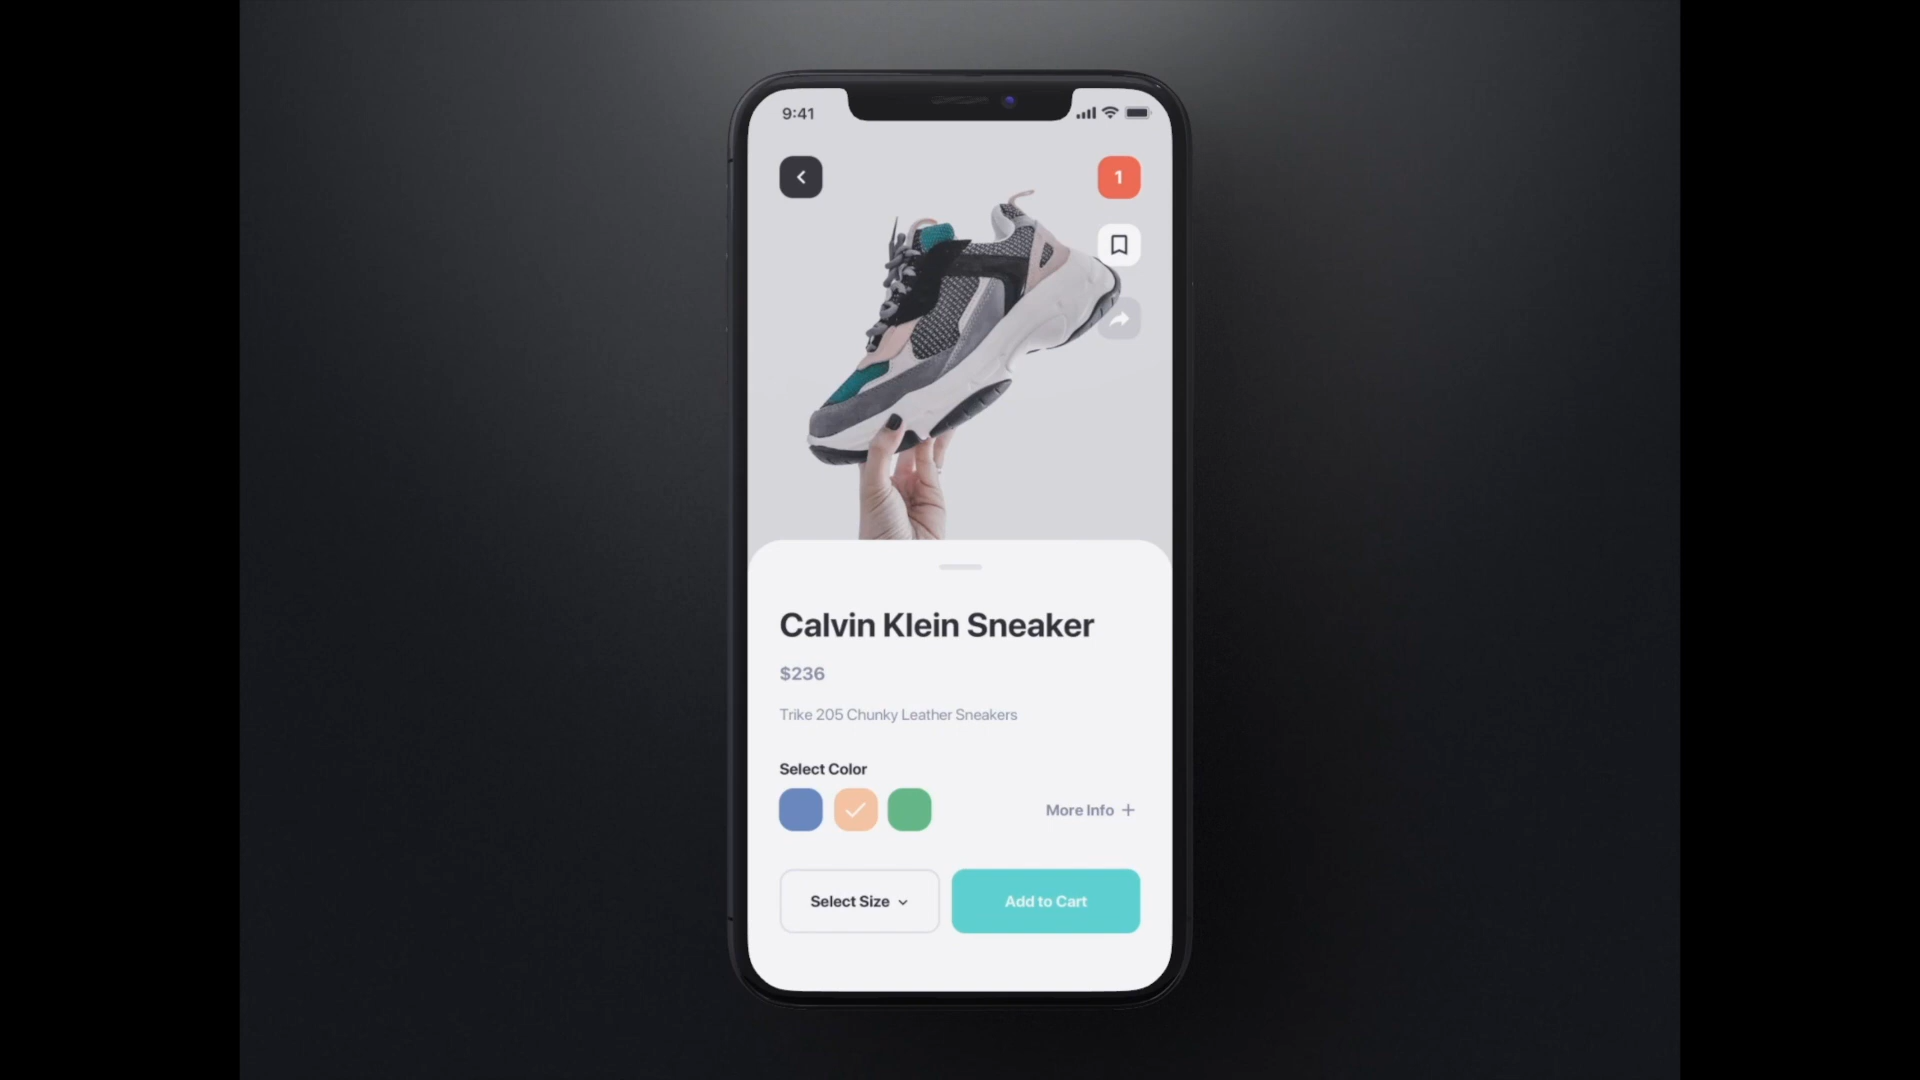 9:41
1
Calvin Klein Sneaker
$236
Trike 205 Chunky Leather Sneakers
Select Color
More Info +
Select Size
Add to Cart